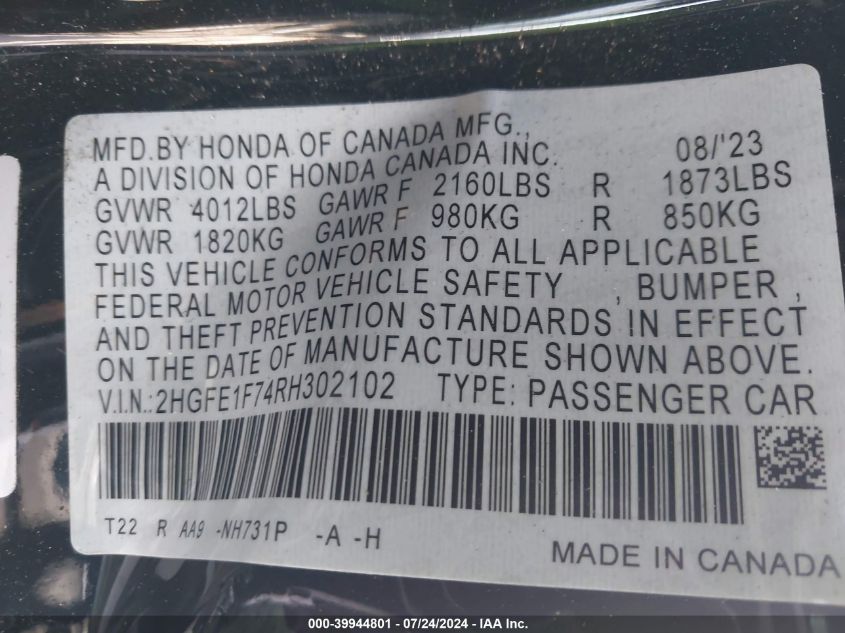 MFD.BY HONDA OF CANADA MFG., 08/'23
A DIVISION OF HONDA CANADA INC.
GVWR 4012LBS GAWR F 2160LBS R 1873LBS
GVWR 1820KG GAWR F 980KG R 850KG
THIS VEHICLE CONFORMS TO ALL APPLICABLE
FEDERAL MOTOR VEHICLE SAFETY , BUMPER ,
AND THEFT PREVENTION STANDARDS IN EFFECT
ON THE DATE OF MANUFACTURE SHOWN ABOVE.
V.I.N.:2HGFE1F74RH302102 TYPE: PASSENGER CAR
T22 R AA9 -NH731P -A -H
MADE IN CANADA
000-39944801 / 07/24/2024 - IAA Inc.